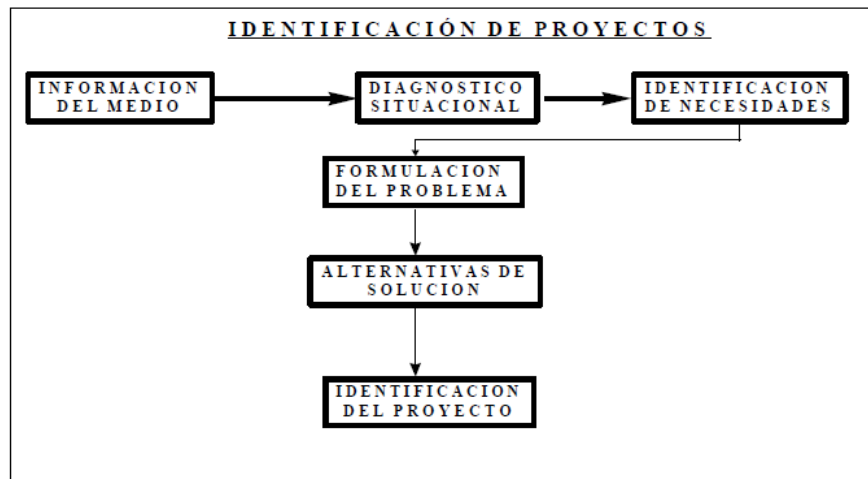 IDENTIFICACIÓN DE PROYECTOS
INFORMACION
DEL MEDIO
DIAGNOSTICO
SITUACIONAL
IDENTIFICACION
DE NECESIDADES
FORMULACION
DEL PROBLEMA
ALTERNATIVAS DE
SOLUCION
IDENTIFICACION
DEL PROYECTO